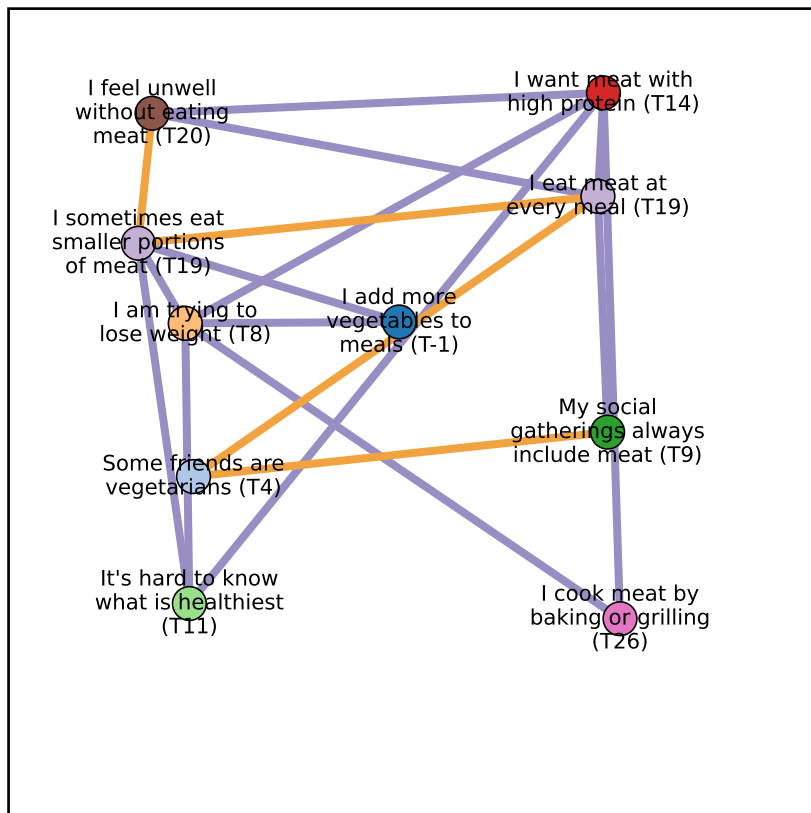 I feel unwell
without eating
meat (T20)
I want meat with
high protein (T14)
I eat meat at
every meal (T19)
I sometimes eat
smaller portions
of meat (T19)
I am trying to
lose weight (T8)
I add more
vegetables to
meals (T-1)
My social
gatherings always
include meat (T9)
Some friends are
vegetarians (T4)
It's hard to know
what is healthiest
(T11)
I cook meat by
baking or grilling
(T26)